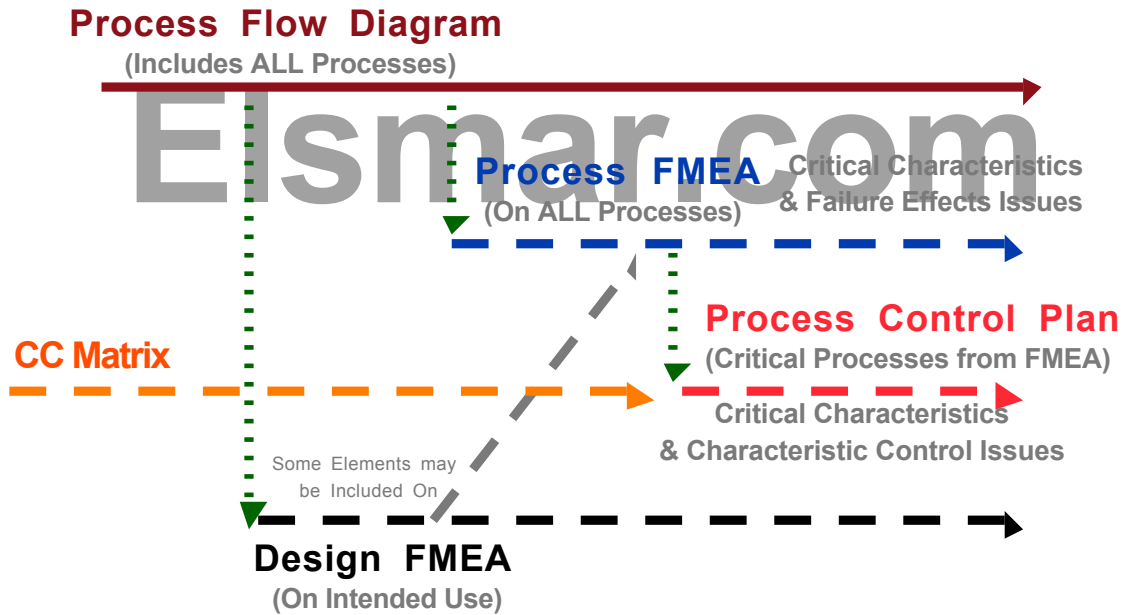 Process Flow Diagram
(Includes ALL Processes)
Elsmar.com
Process FMEA
(On ALL Processes)
Critical Characteristics
& Failure Effects Issues
Process Control Plan
(Critical Processes from FMEA)
CC Matrix
Critical Characteristics
& Characteristic Control Issues
Some Elements may
be Included On
Design FMEA
(On Intended Use)